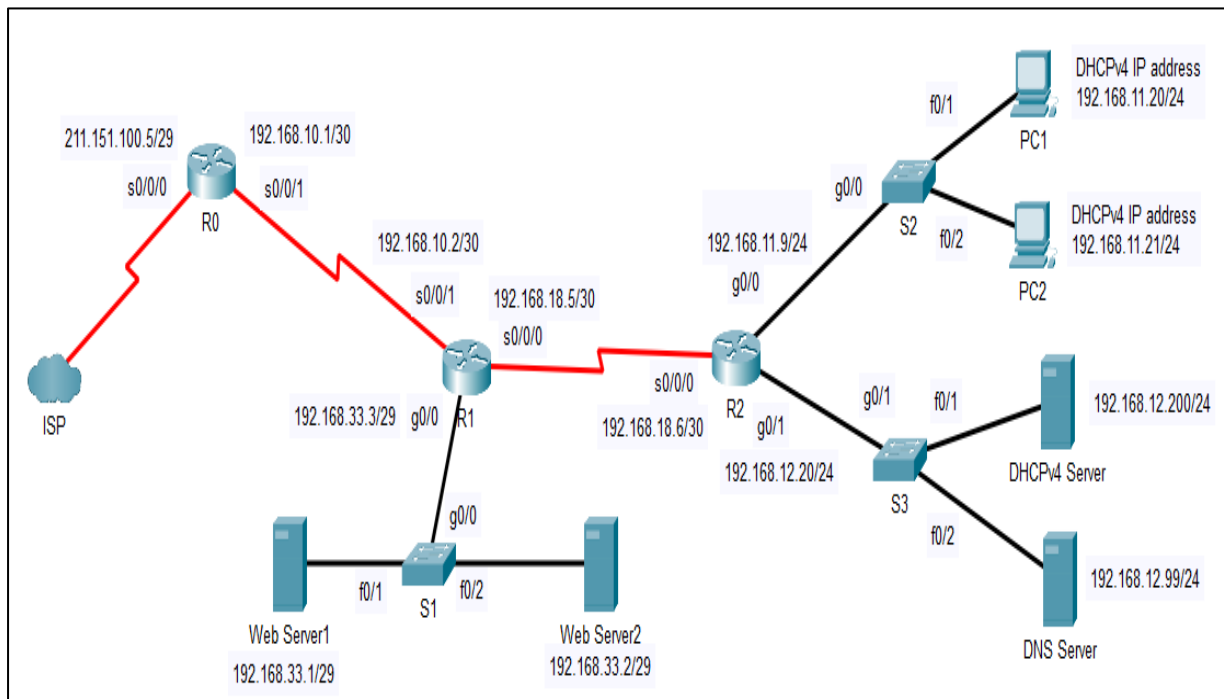 211.151.100.5/29
192.168.10.1/30
s0/0/0
s0/0/1
R0
ISP
192.168.10.2/30
s0/0/1
192.168.18.5/30
s0/0/0
R1
192.168.33.3/29
g0/0
g0/0
S1
f0/1
f0/2
Web Server1
192.168.33.1/29
Web Server2
192.168.33.2/29
s0/0/0
192.168.18.6/30
R2
192.168.11.9/24
g0/0
g0/1
192.168.12.20/24
g0/0
S2
f0/1
f0/2
DHCPv4 IP address
192.168.11.20/24
PC1
DHCPv4 IP address
192.168.11.21/24
PC2
g0/1
S3
f0/1
f0/2
192.168.12.200/24
DHCPv4 Server
192.168.12.99/24
DNS Server